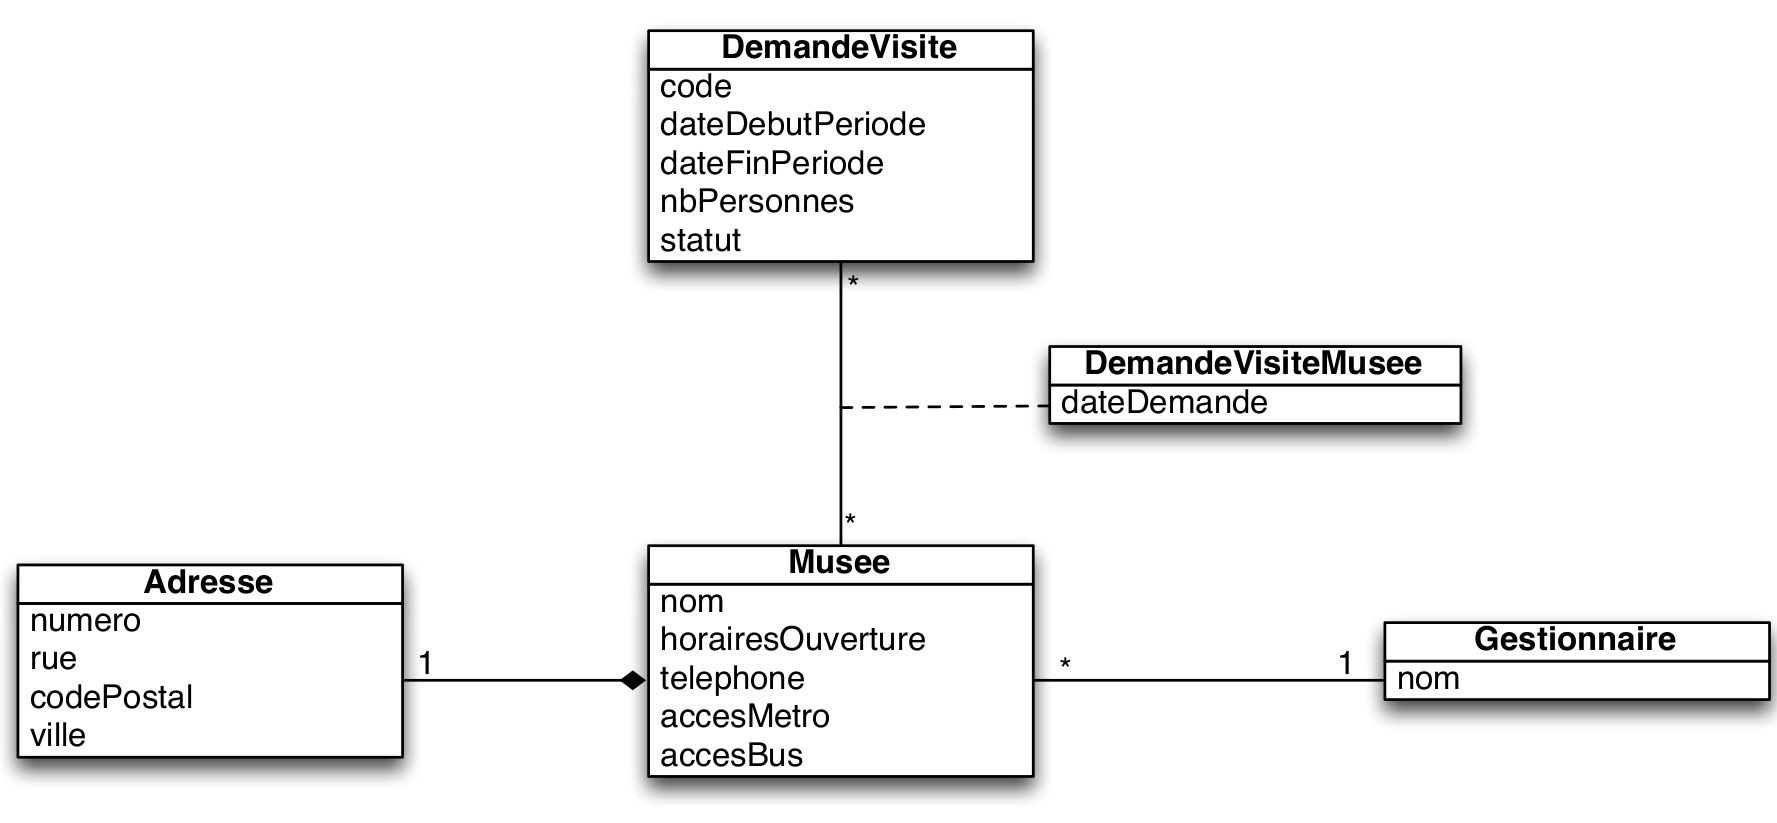 DemandeVisite
code
dateDebutPeriode
dateFinPeriode
nbPersonnes
statut
*
DemandeVisiteMusee
dateDemande
*
Adresse
numero
rue
codePostal
ville
1
Musee
nom
horairesOuverture
telephone
accesMetro
accesBus
*
1
Gestionnaire
nom